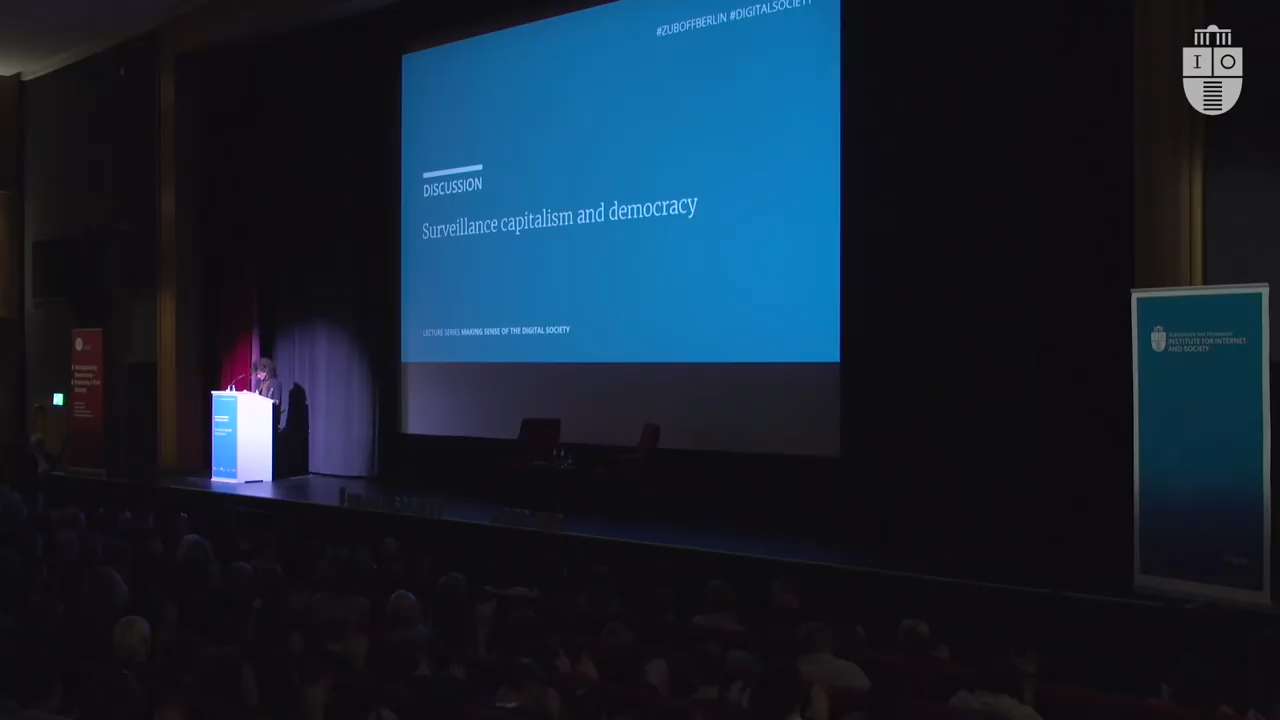 #ZUBOFFBERLIN #DIGITALSOCIETY
I O
DISCUSSION
Surveillance capitalism and democracy
LECTURE SERIES MAKING SENSE OF THE DIGITAL SOCIETY
INSTITUTE FOR INTERNET
AND SOCIETY